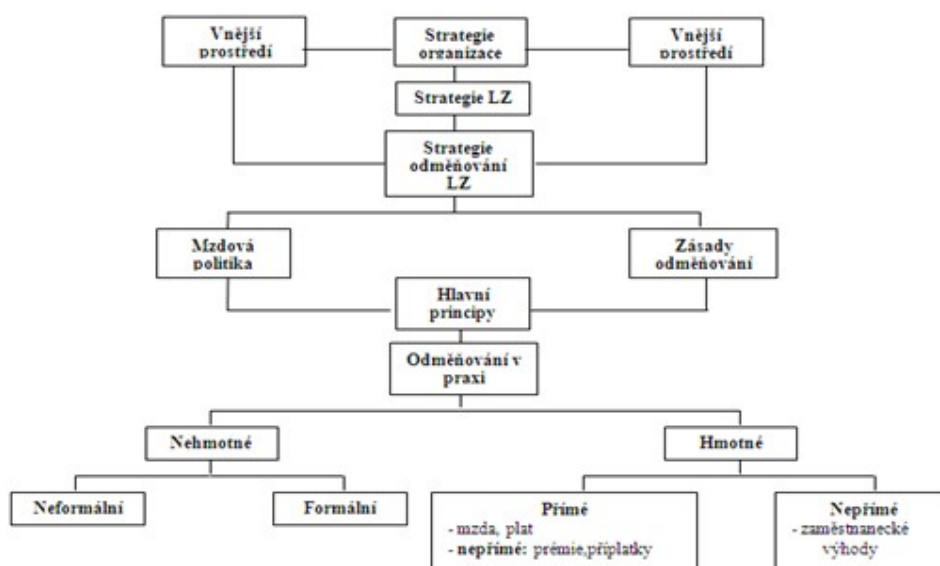 Vnější
prostředí
Strategie
organizace
Vnější
prostředí
Strategie LZ
Strategie
odměňování
LZ
Mzdová
politika
Zásady
odměňování
Hlavní
principy
Odměňování v
praxi
Nehmotné
Hmotné
Neformální
Formální
Přímé
- mzda, plat
- nepřímé: prémie,příplatky
Nepřímé
- zaměstnanecké
výhody